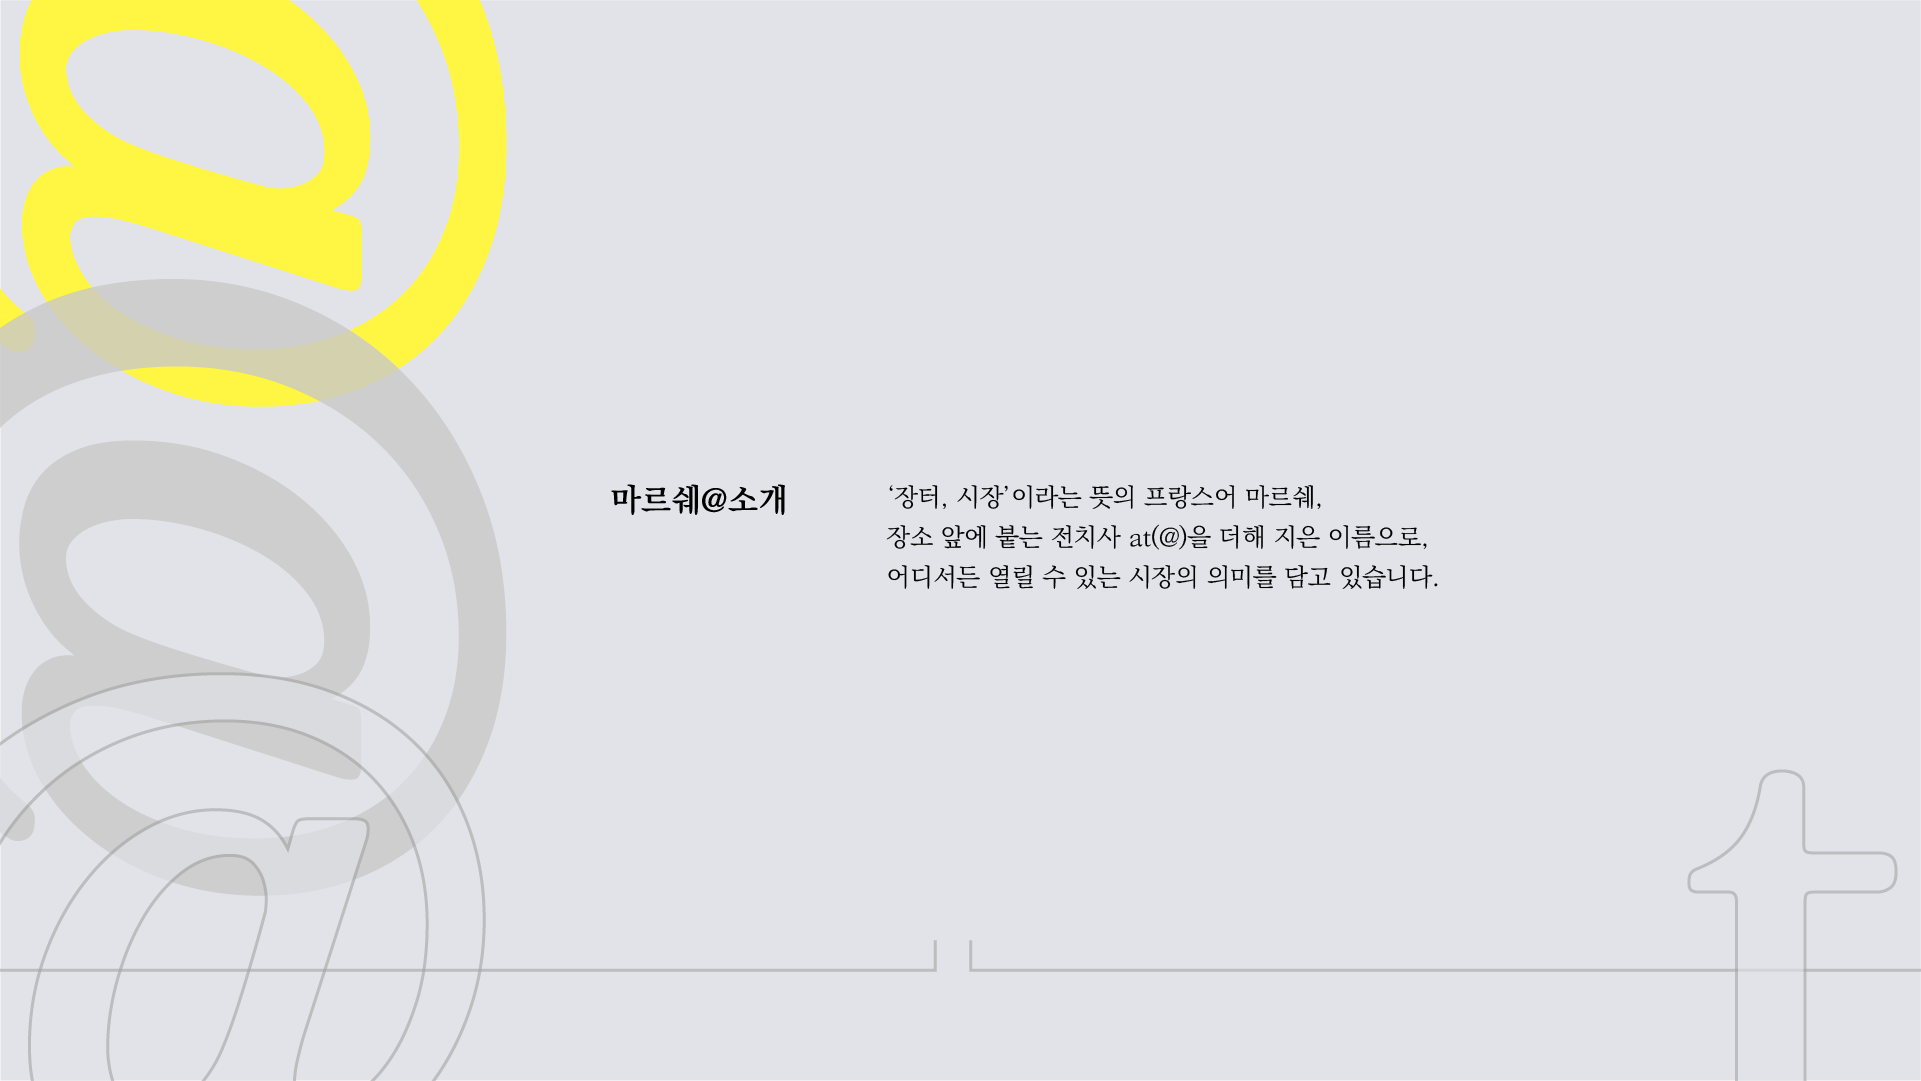 @
@
@
마르쉐@소개
‘장터, 시장’이라는 뜻의 프랑스어 마르쉐,
장소 앞에 붙는 전치사 at(@)을 더해 지은 이름으로,
어디서든 열릴 수 있는 시장의 의미를 담고 있습니다.
t